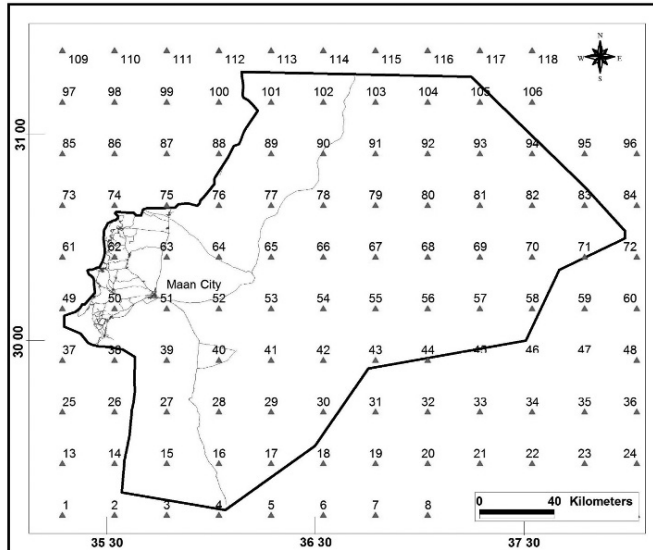 N
W E
S
109 110 111 112 113 114 115 116 117 118
97 98 99 100 101 102 103 104 105 106
31 00
85 86 87 88 89 90 91 92 93 94 95 96
73 74 75 76 77 78 79 80 81 82 83 84
61 62 63 64 65 66 67 68 69 70 71 72
Maan City
49 50 51 52 53 54 55 56 57 58 59 60
30 00
37 38 39 40 41 42 43 44 45 46 47 48
25 26 27 28 29 30 31 32 33 34 35 36
13 14 15 16 17 18 19 20 21 22 23 24
1 2 3 4 5 6 7 8
0 40 Kilometers
35 30 36 30 37 30